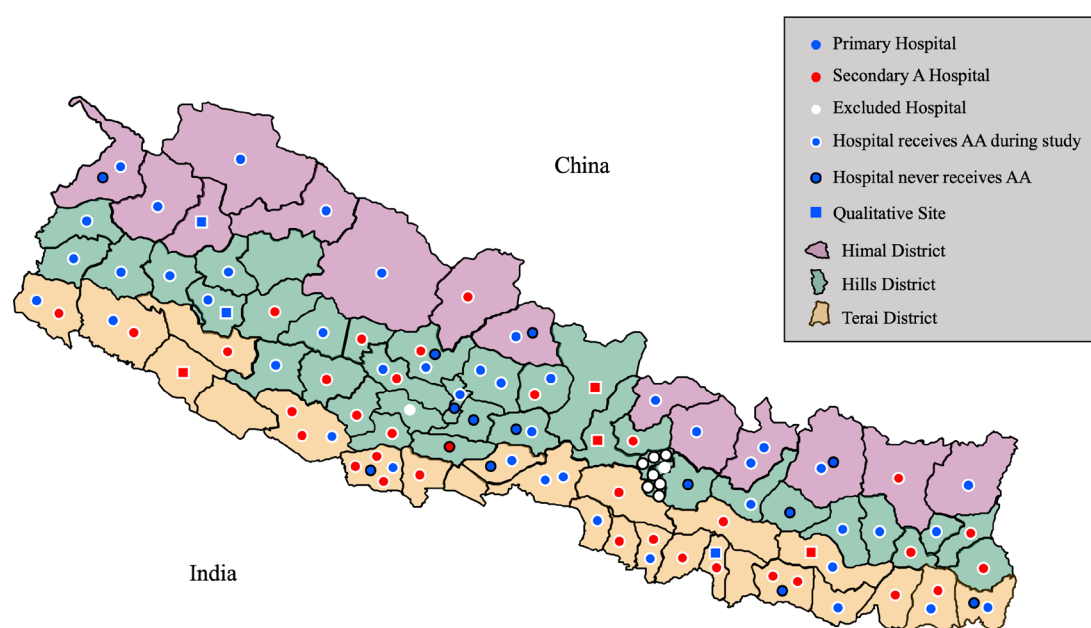 Primary Hospital
Secondary A Hospital
Excluded Hospital
Hospital receives AA during study
Hospital never receives AA
Qualitative Site
Himal District
Hills District
Terai District
China
India